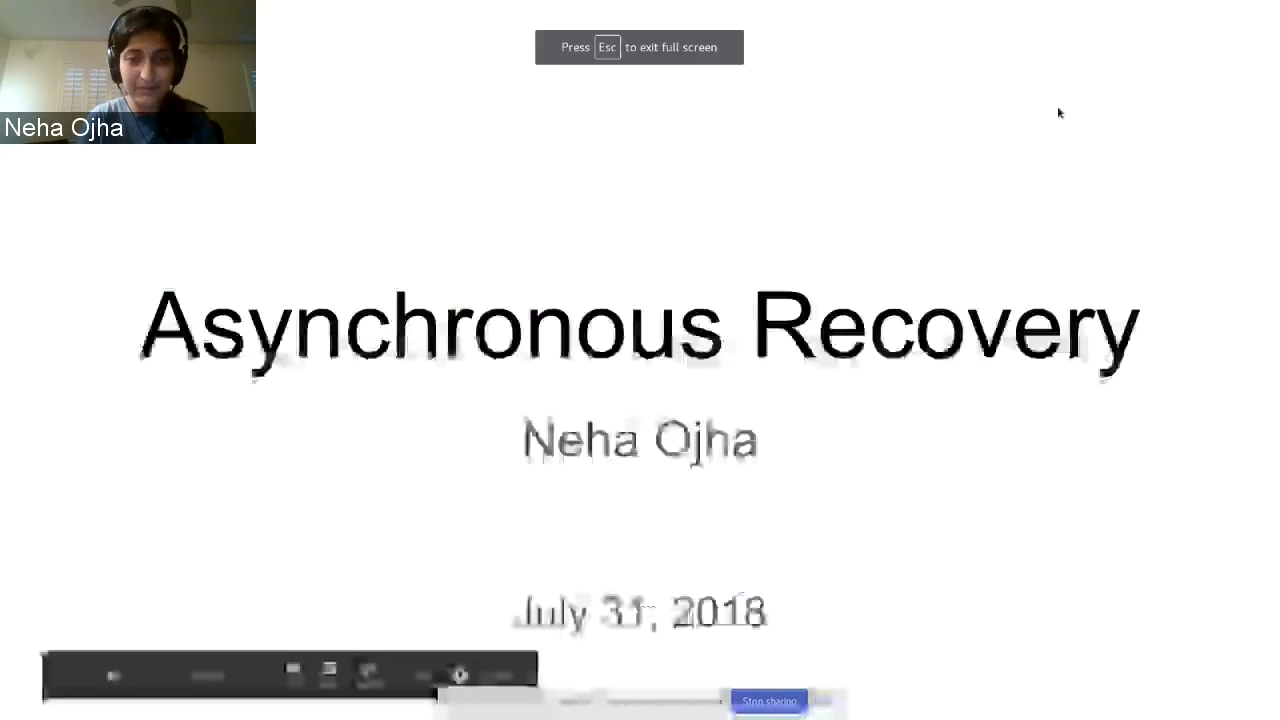 Neha Ojha
Press Esc to exit full screen
Asynchronous Recovery
Neha Ojha
July 31, 2018
Stop sharing